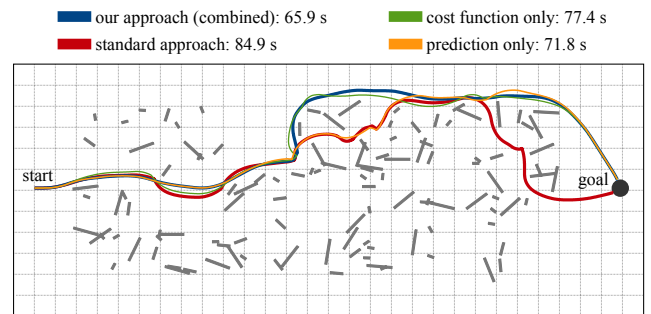 our approach (combined): 65.9 s
cost function only: 77.4 s
standard approach: 84.9 s
prediction only: 71.8 s
start
goal